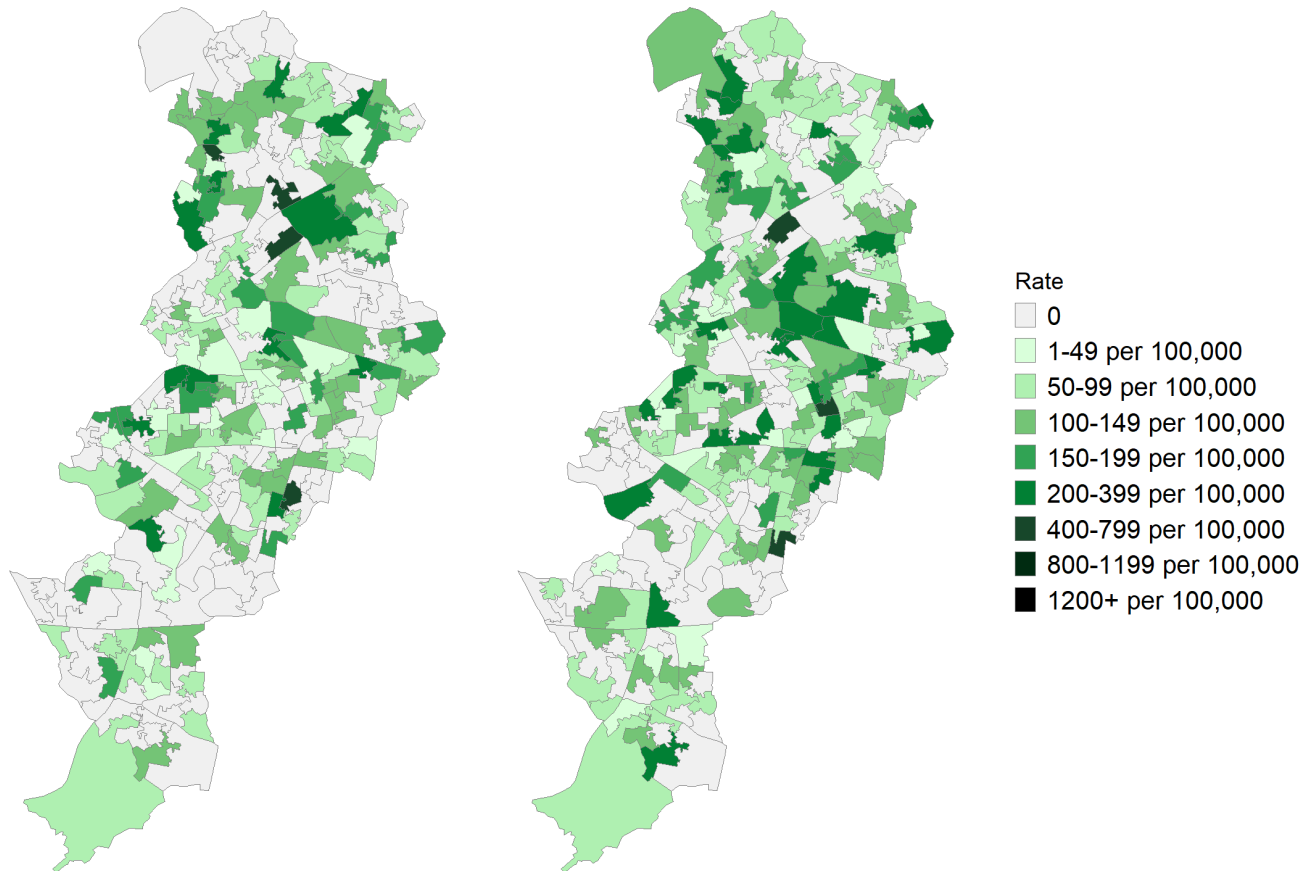 Rate
0
1-49 per 100,000
50-99 per 100,000
100-149 per 100,000
150-199 per 100,000
200-399 per 100,000
400-799 per 100,000
800-1199 per 100,000
1200+ per 100,000